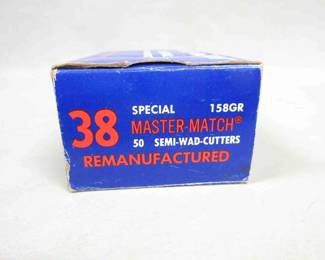 38 SPECIAL 158GR
MASTER-MATCH®
50 SEMI-WAD-CUTTERS
REMANUFACTURED